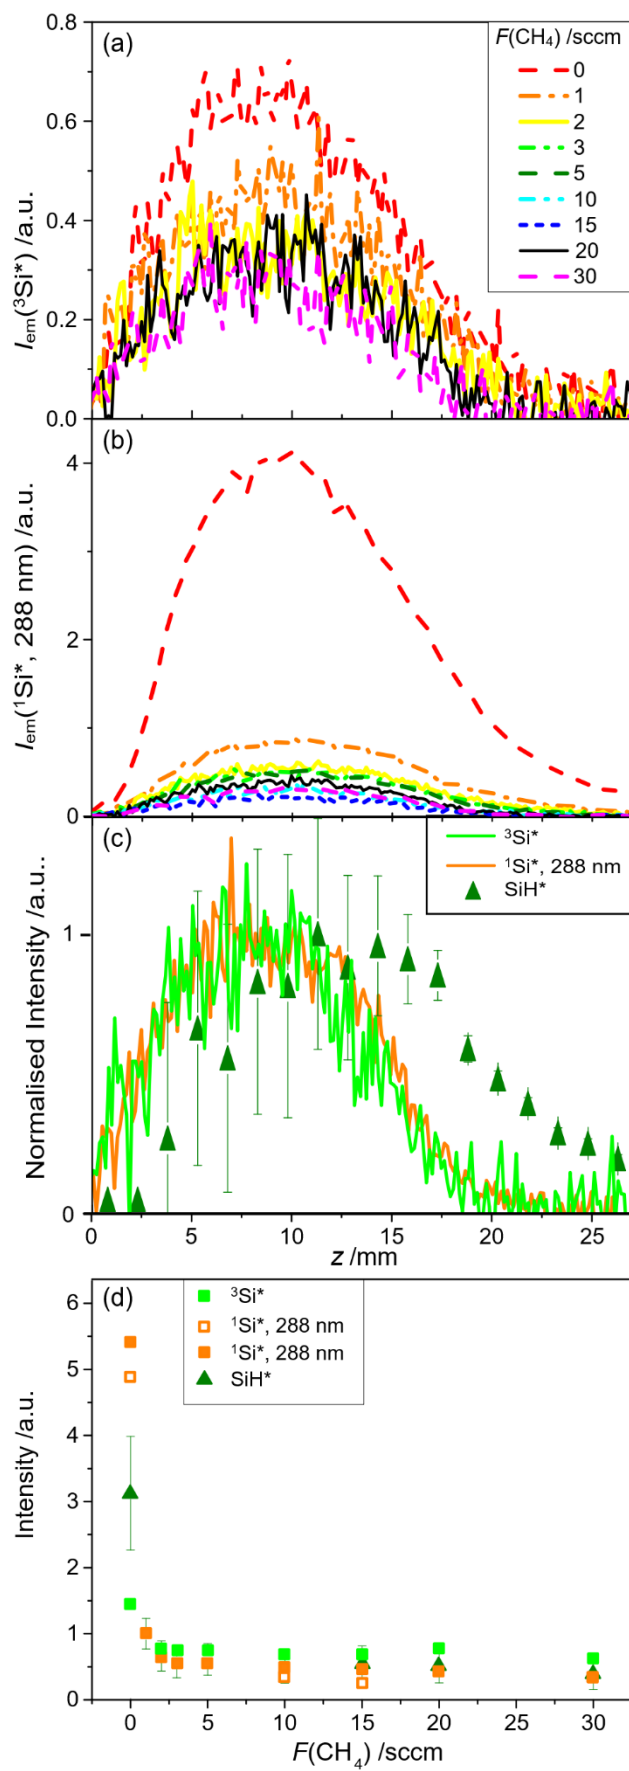 (a)
F(CH₄) /sccm
0
1
2
3
5
10
15
20
30
0.8
0.6
0.4
0.2
0.0
Iem(³Si*) /a.u.
(b)
4
2
0
Iem(¹Si*, 288 nm) /a.u.
(c)
³Si*
¹Si*, 288 nm
SiH*
1
0
Normalised Intensity /a.u..
0 5 10 15 20 25
z /mm
(d)
³Si*
¹Si*, 288 nm
¹Si*, 288 nm
SiH*
6
5
4
3
2
1
0
Intensity /a.u.
0 5 10 15 20 25 30
F(CH₄) /sccm